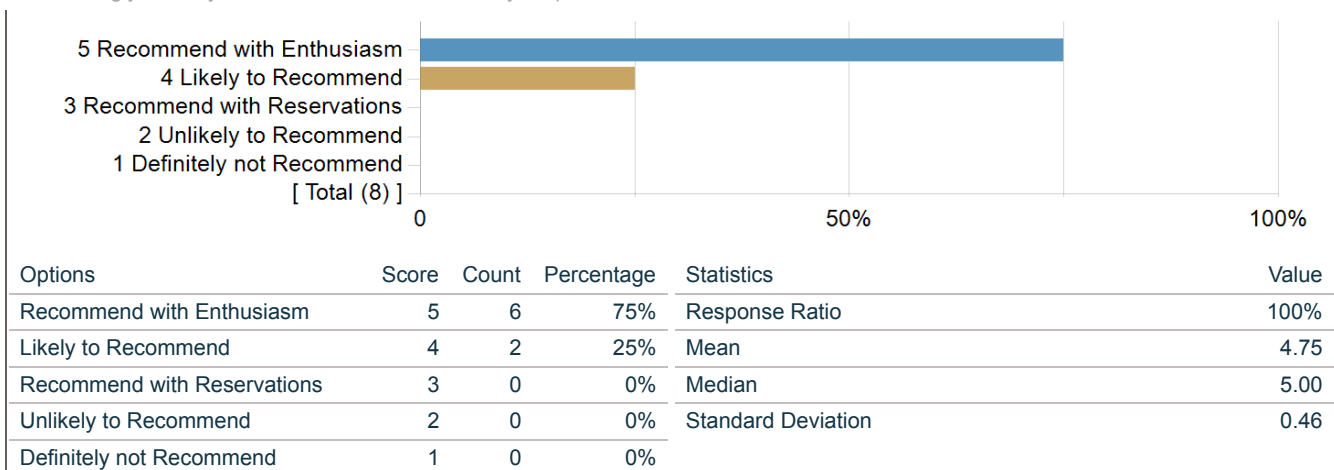 5 Recommend with Enthusiasm
4 Likely to Recommend
3 Recommend with Reservations
2 Unlikely to Recommend
1 Definitely not Recommend
[ Total (8) ]
0 50% 100%
Options Score Count Percentage
Recommend with Enthusiasm 5 6 75%
Likely to Recommend 4 2 25%
Recommend with Reservations 3 0 0%
Unlikely to Recommend 2 0 0%
Definitely not Recommend 1 0 0%
Statistics Value
Response Ratio 100%
Mean 4.75
Median 5.00
Standard Deviation 0.46